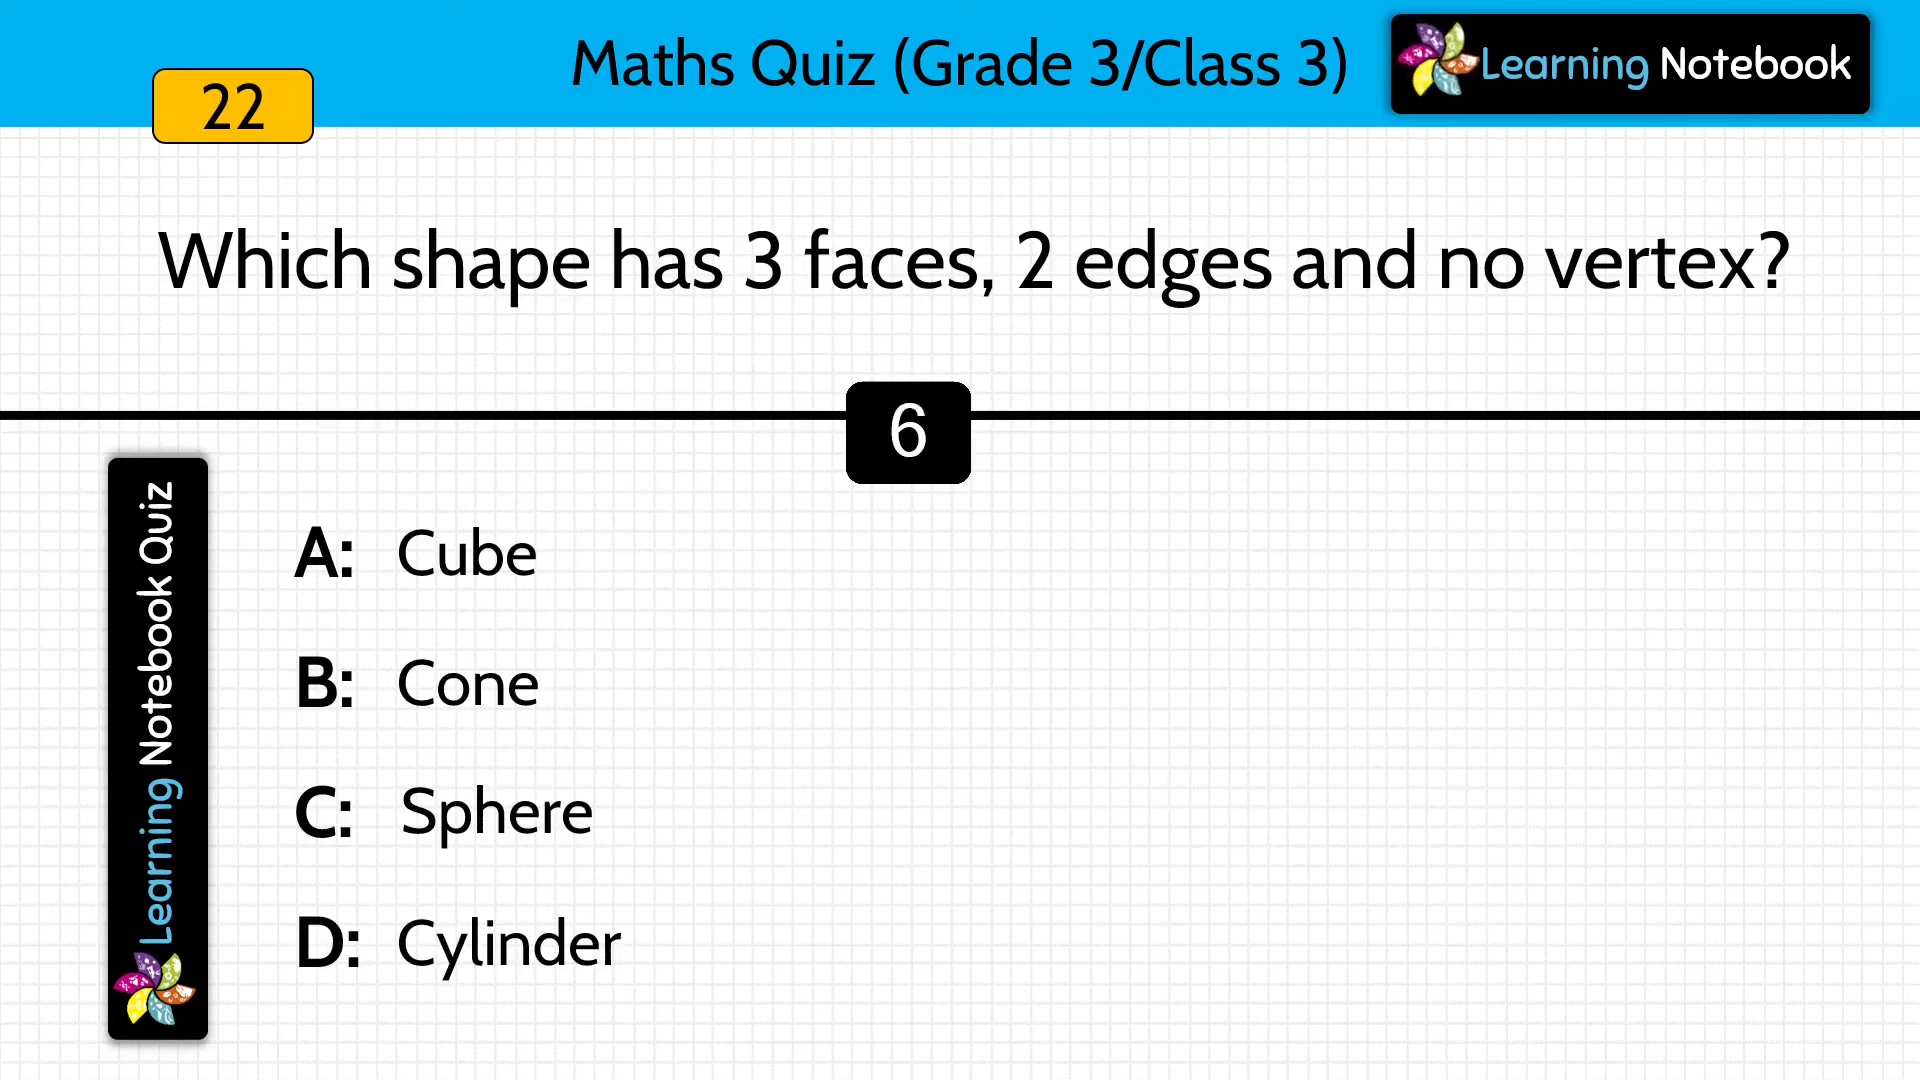 Maths Quiz (Grade 3/Class 3)
Learning Notebook
22
Which shape has 3 faces, 2 edges and no vertex?
6
Learning Notebook Quiz
A: Cube
B: Cone
C: Sphere
D: Cylinder